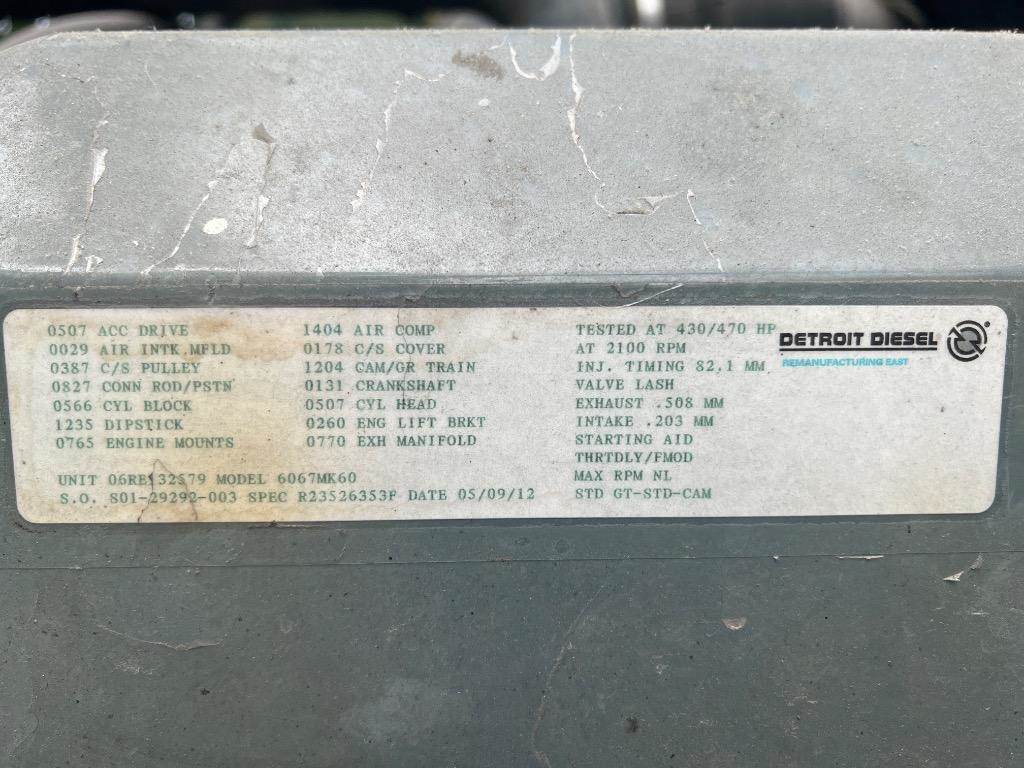 0507 ACC DRIVE
0029 AIR INTK.MFLD
0387 C/S PULLEY
0827 CONN ROD/PSTN
0566 CYL BLOCK
1235 DIPSTICK
0765 ENGINE MOUNTS
1404 AIR COMP
0178 C/S COVER
1204 CAM/GR TRAIN
0131 CRANKSHAFT
0507 CYL HEAD
0260 ENG LIFT BRKT
0770 EXH MANIFOLD
UNIT MODEL 6067MK60
S.O. S01-29292-003 SPEC R23526353F DATE 05/09/12
TESTED AT 430/470 HP
AT 2100 RPM
INJ. TIMING 82.1 MM
VALVE LASH
EXHAUST .508 MM
INTAKE .203 MM
STARTING AID
THRTDLY/FMOD
MAX RPM NL
STD GT-STD-CAM
DETROIT DIESEL
REMANUFACTURING EAST